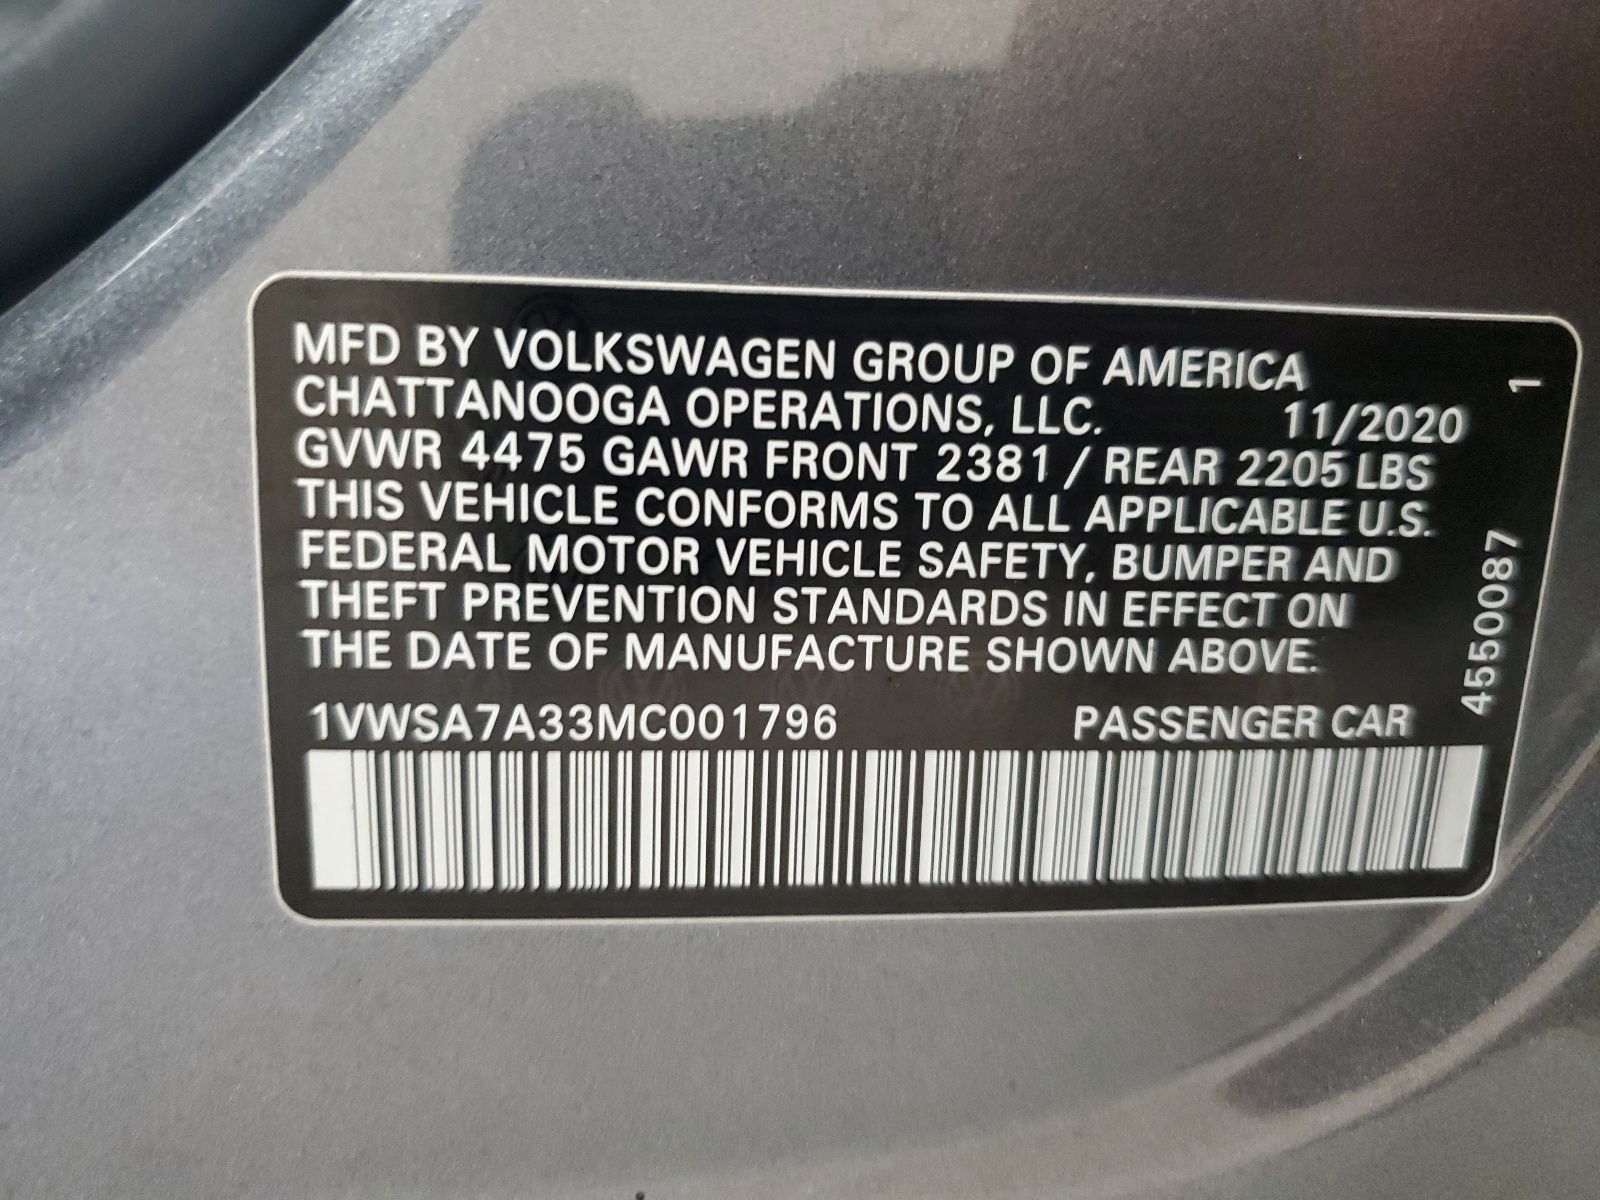 MFD BY VOLKSWAGEN GROUP OF AMERICA
CHATTANOOGA OPERATIONS, LLC. 11/2020
GVWR 4475 GAWR FRONT 2381 / REAR 2205 LBS
THIS VEHICLE CONFORMS TO ALL APPLICABLE U.S.
FEDERAL MOTOR VEHICLE SAFETY, BUMPER AND
THEFT PREVENTION STANDARDS IN EFFECT ON
THE DATE OF MANUFACTURE SHOWN ABOVE.
1VWSA7A33MC001796 PASSENGER CAR
4550087 1